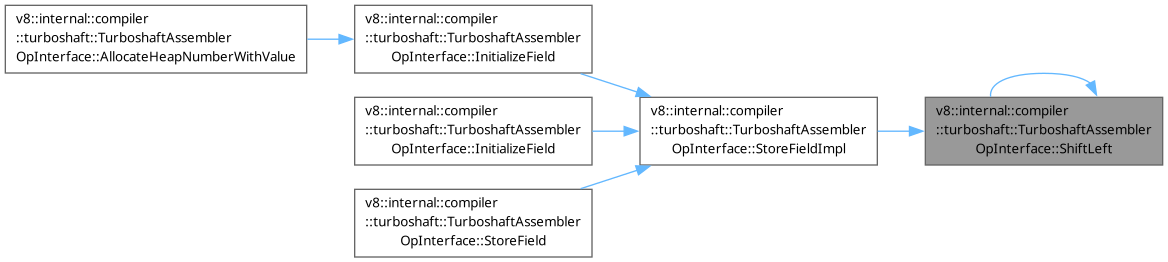 v8::internal::compiler
::turboshaft::TurboshaftAssembler
OpInterface::AllocateHeapNumberWithValue
v8::internal::compiler
::turboshaft::TurboshaftAssembler
OpInterface::InitializeField
v8::internal::compiler
::turboshaft::TurboshaftAssembler
OpInterface::InitializeField
v8::internal::compiler
::turboshaft::TurboshaftAssembler
OpInterface::StoreField
v8::internal::compiler
::turboshaft::TurboshaftAssembler
OpInterface::StoreFieldImpl
v8::internal::compiler
::turboshaft::TurboshaftAssembler
OpInterface::ShiftLeft